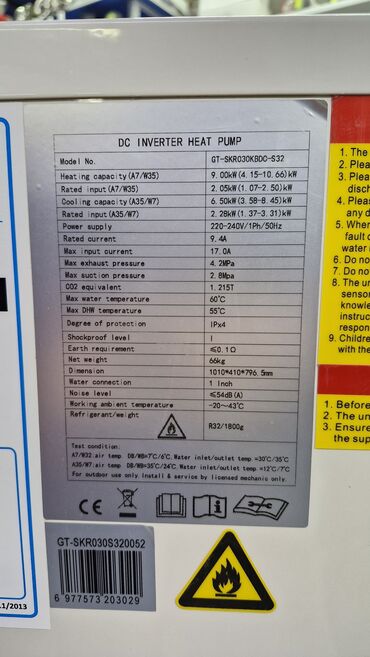 DC INVERTER HEAT PUMP
Model No. GT-SKR030KBDC-S32
Heating capacity(A7/W35) 9.00kW(4.15-10.66)kW
Rated input(A7/W35) 2.05kW(1.07-2.50)kW
Cooling capacity(A35/W7) 6.50kW(3.58-8.45)kW
Rated input(A35/W7) 2.28kW(1.37-3.31)kW
Power supply 220-240V/1Ph/50Hz
Rated current 9.4A
Max input current 17.0A
Max exhaust pressure 4.2MPa
Max suction pressure 2.8Mpa
CO2 equivalent 1.215T
Max water temperature 60℃
Max DHW temperature 55℃
Degree of protection IPx4
Shockproof level I
Earth requirement ≤0.1Ω
Net weight 66kg
Dimension 1010*410*796.5mm
Water connection 1 Inch
Noise level ≤54dB(A)
Working ambient temperature -20~43℃
Refrigerant/weight R32/1800g
Test condition:
A7/W32:air temp. DB/WB=7℃/6℃, Water inlet/outlet temp.=30℃/35℃
A35/W7:air temp. DB/WB=35℃/24℃. Water inlet/outlet temp.=12℃/7℃
For outdoor use only. Install & service by licensed mechanic only.
CE
GT-SKR030S320052
6 977573 203029
1/2013
1. The
2. Pleas
3. Plea
disch
4. Pleas
any d
5. When
fault c
water
6. Do no
7. Do no
8. The u
sensor
knowle
instruc
respon
9. Childre
with the
1. Before
2. The un
3. Ensure
the sup